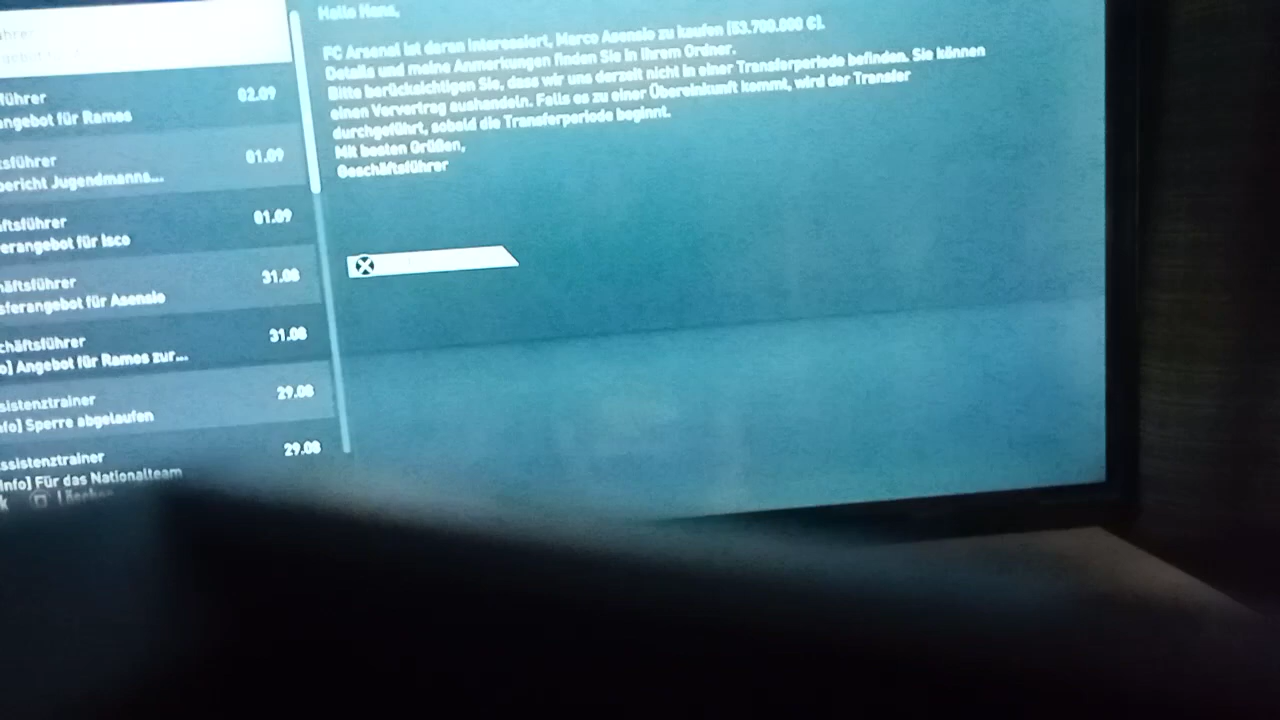 Hallo Hans,
FC Arsenal ist daran interessiert, Marco Asensio zu kaufen (53.700.000 €).
Details und meine Anmerkungen finden Sie in Ihrem Ordner.
Bitte berücksichtigen Sie, dass wir uns derzeit nicht in einer Transferperiode befinden. Sie können
einen Vorvertrag aushandeln. Falls es zu einer Übereinkunft kommt, wird der Transfer
durchgeführt, sobald die Transferperiode beginnt.
Mit besten Grüßen,
Geschäftsführer
führer 02.09
angebot für Ramos
tsführer 01.09
bericht Jugendmanns...
äftsführer 01.09
erangebot für Isco
häftsführer 31.08
sferangebot für Asensio
chäftsführer 31.08
o] Angebot für Ramos zur...
sistenztrainer 29.08
nfo] Sperre abgelaufen
ssistenztrainer 29.08
Info] Für das Nationalteam
k Löschen